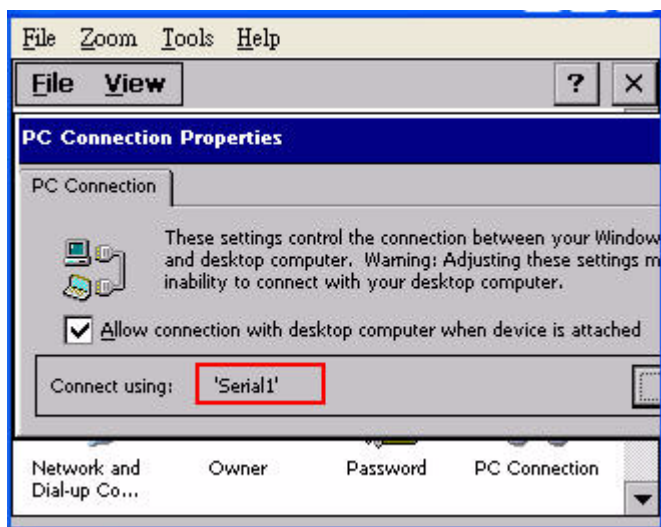 File Zoom Tools Help
File View ? ×
PC Connection Properties
PC Connection
These settings control the connection between your Window
and desktop computer. Warning: Adjusting these settings m
inability to connect with your desktop computer.
Allow connection with desktop computer when device is attached
Connect using: 'Serial1'
Network and Owner Password PC Connection
Dial-up Co...